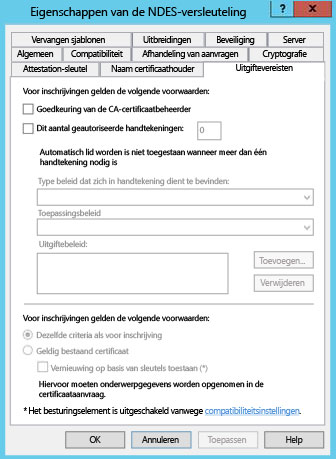 Eigenschappen van de NDES-versleuteling
? x
Vervangen sjablonen Uitbreidingen Beveiliging Server
Algemeen Compatibiliteit Afhandeling van aanvragen Cryptografie
Attestation-sleutel Naam certificaathouder Uitgiftevereisten
Voor inschrijvingen gelden de volgende voorwaarden:
Goedkeuring van de CA-certificaatbeheerder
Dit aantal geautoriseerde handtekeningen: 0
Automatisch lid worden is niet toegestaan wanneer meer dan één
handtekening nodig is
Type beleid dat zich in handtekening dient te bevinden:
Toepassingsbeleid
Uitgiftebeleid:
Toevoegen...
Verwijderen
Voor inschrijvingen gelden de volgende voorwaarden:
Dezelfde criteria als voor inschrijving
Geldig bestaand certificaat
Vernieuwing op basis van sleutels toestaan (*)
Hiervoor moeten onderwerpgegevens worden opgenomen in de
certificaataanvraag.
* Het besturingselement is uitgeschakeld vanwege compatibiliteitsinstellingen.
OK Annuleren Toepassen Help